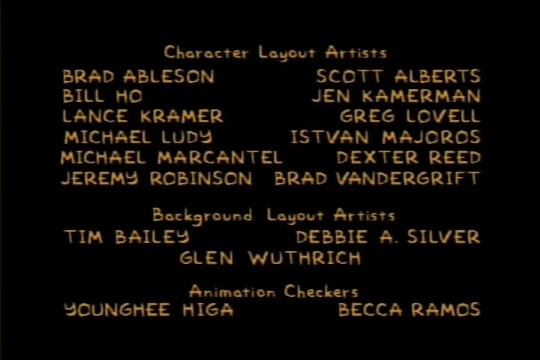 Character Layout Artists
BRAD ABLESON SCOTT ALBERTS
BILL HO JEN KAMERMAN
LANCE KRAMER GREG LOVELL
MICHAEL LUDY ISTVAN MAJOROS
MICHAEL MARCANTEL DEXTER REED
JEREMY ROBINSON BRAD VANDERGRIFT
Background Layout Artists
TIM BAILEY DEBBIE A. SILVER
GLEN WUTHRICH
Animation Checkers
YOUNGHEE HIGA BECCA RAMOS